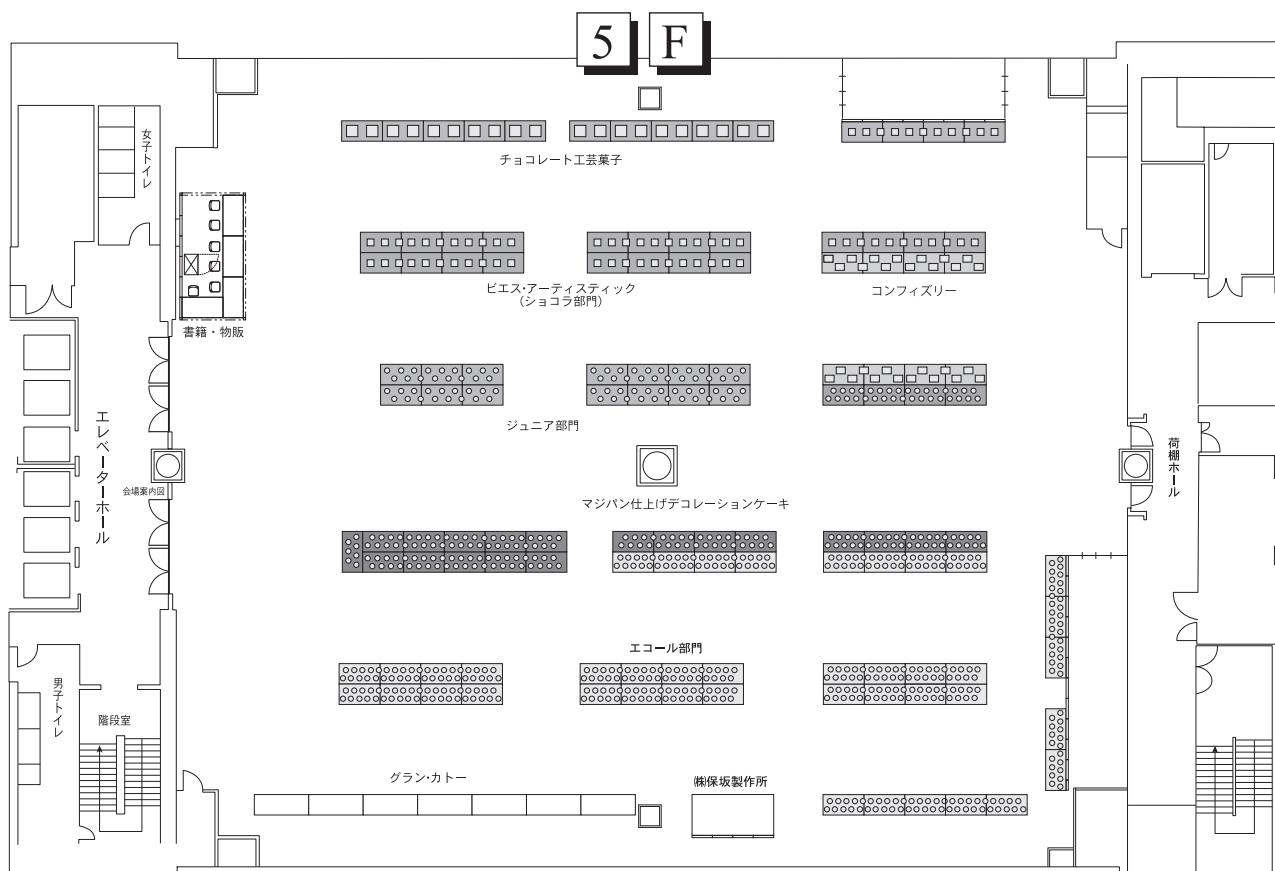 5 F
チョコレート工芸菓子
女子トイレ
ピエス・アーティスティック
(ショコラ部門)
コンフィズリー
書籍・物販
ジュニア部門
エレベーターホール
会場案内図
荷棚ホール
マジパン仕上げデコレーションケーキ
エコール部門
男子トイレ
階段室
グラン・カトー
㈱保坂製作所